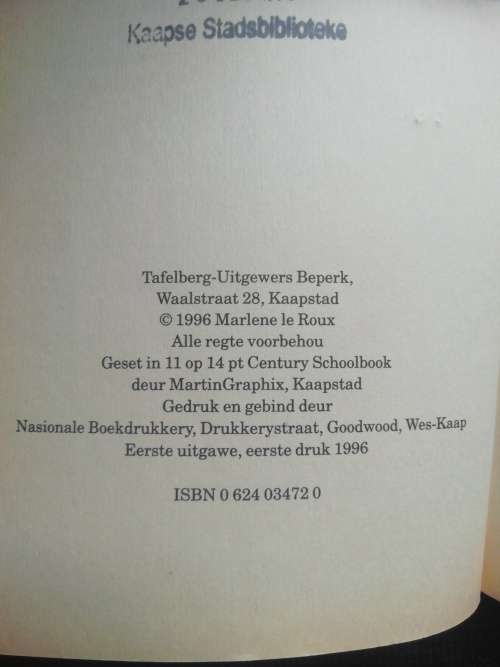 Kaapse Stadsbiblioteke
Tafelberg-Uitgewers Beperk,
Waalstraat 28, Kaapstad
© 1996 Marlene le Roux
Alle regte voorbehou
Geset in 11 op 14 pt Century Schoolbook
deur MartinGraphix, Kaapstad
Gedruk en gebind deur
Nasionale Boekdrukkery, Drukkerystraat, Goodwood, Wes-Kaap
Eerste uitgawe, eerste druk 1996
ISBN 0 624 03472 0